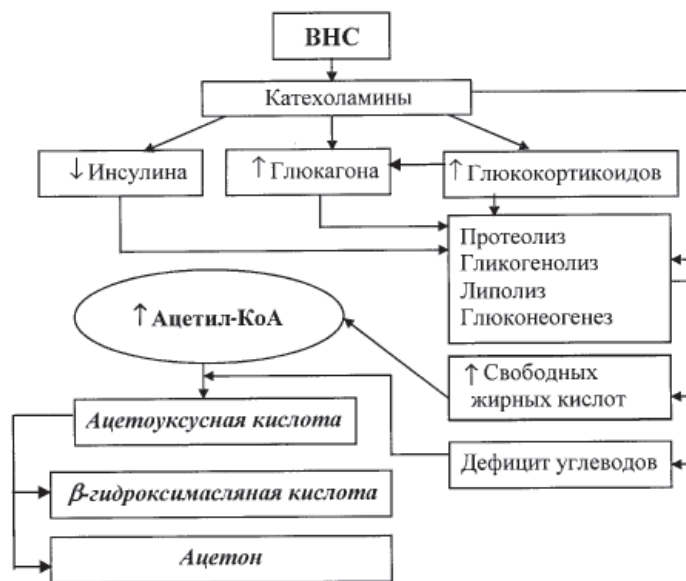 ВНС
Катехоламины
↓ Инсулина
↑ Глюкагона
↑ Глюкокортикоидов
Протеолиз
Гликогенолиз
Липолиз
Глюконеогенез
↑ Ацетил-КоА
↑ Свободных
жирных кислот
Ацетоуксусная кислота
Дефицит углеводов
β-гидроксимасляная кислота
Ацетон